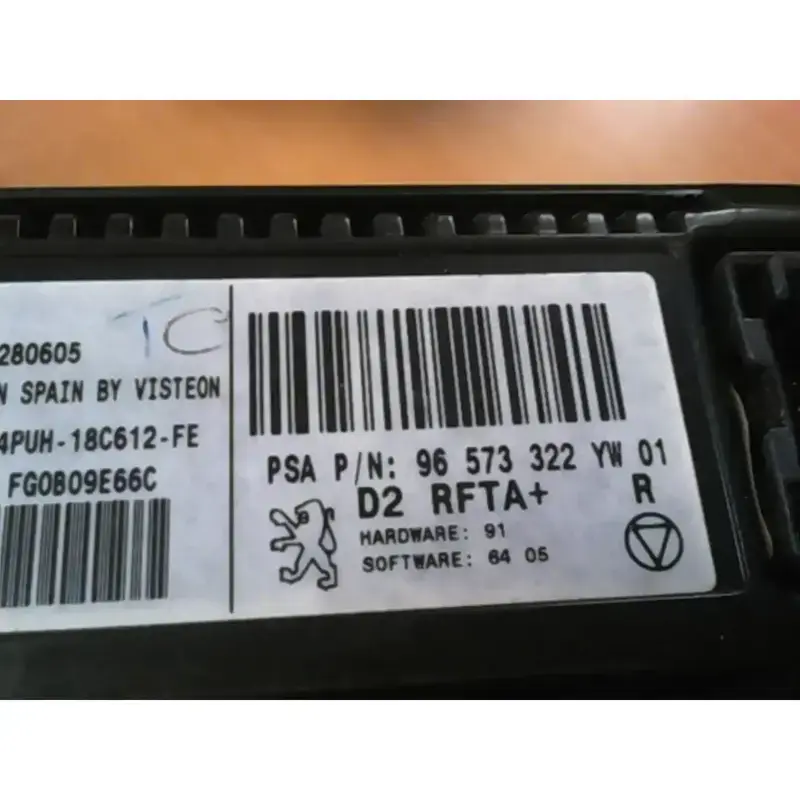 280605
TC
N SPAIN BY VISTEON
4PUH-18C612-FE
FG0B09E66C
PSA P/N: 96 573 322 YW 01
D2 RFTA+ R
HARDWARE: 91
SOFTWARE: 64 05